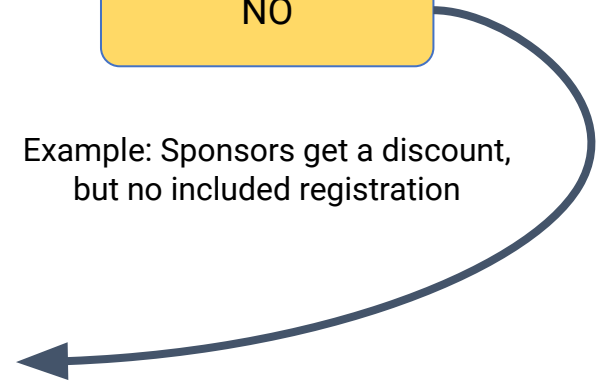 NO
Example: Sponsors get a discount,
but no included registration